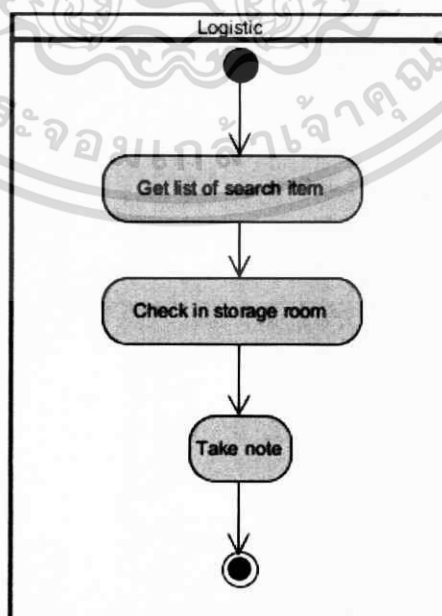 Logistic
Get list of search item
Check in storage room
Take note